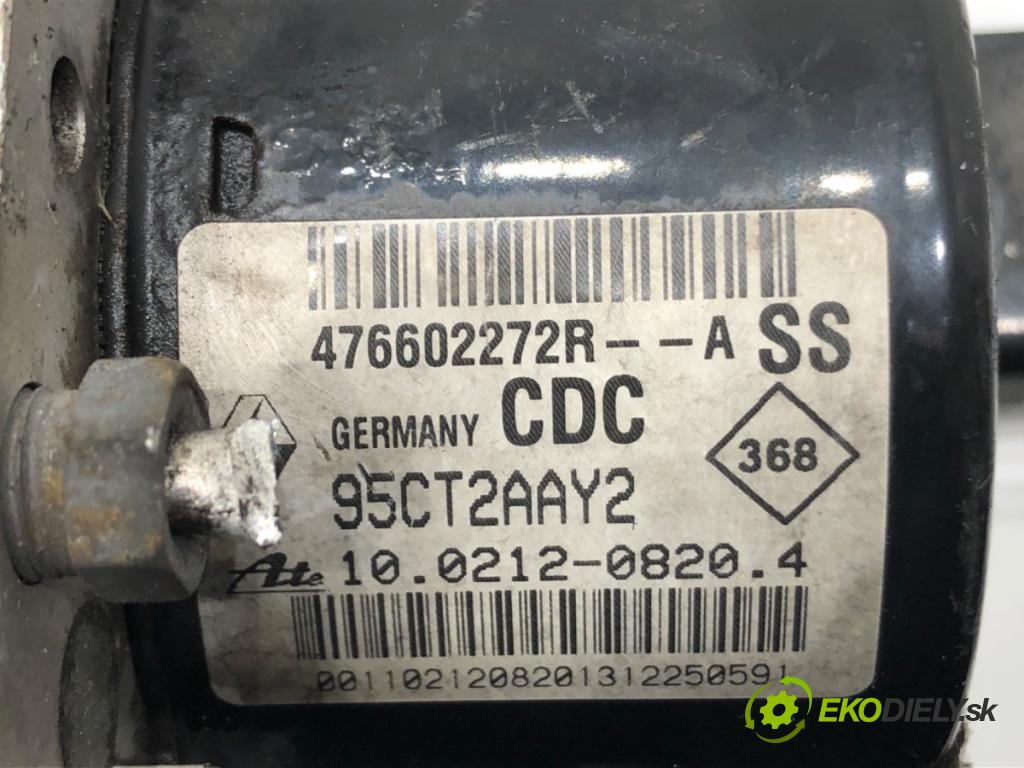 476602272R---A SS
GERMANY CDC
368
95CT2AAY2
Ate 10.0212-0820.4
0011021208201312250591
EKODIELY.sk